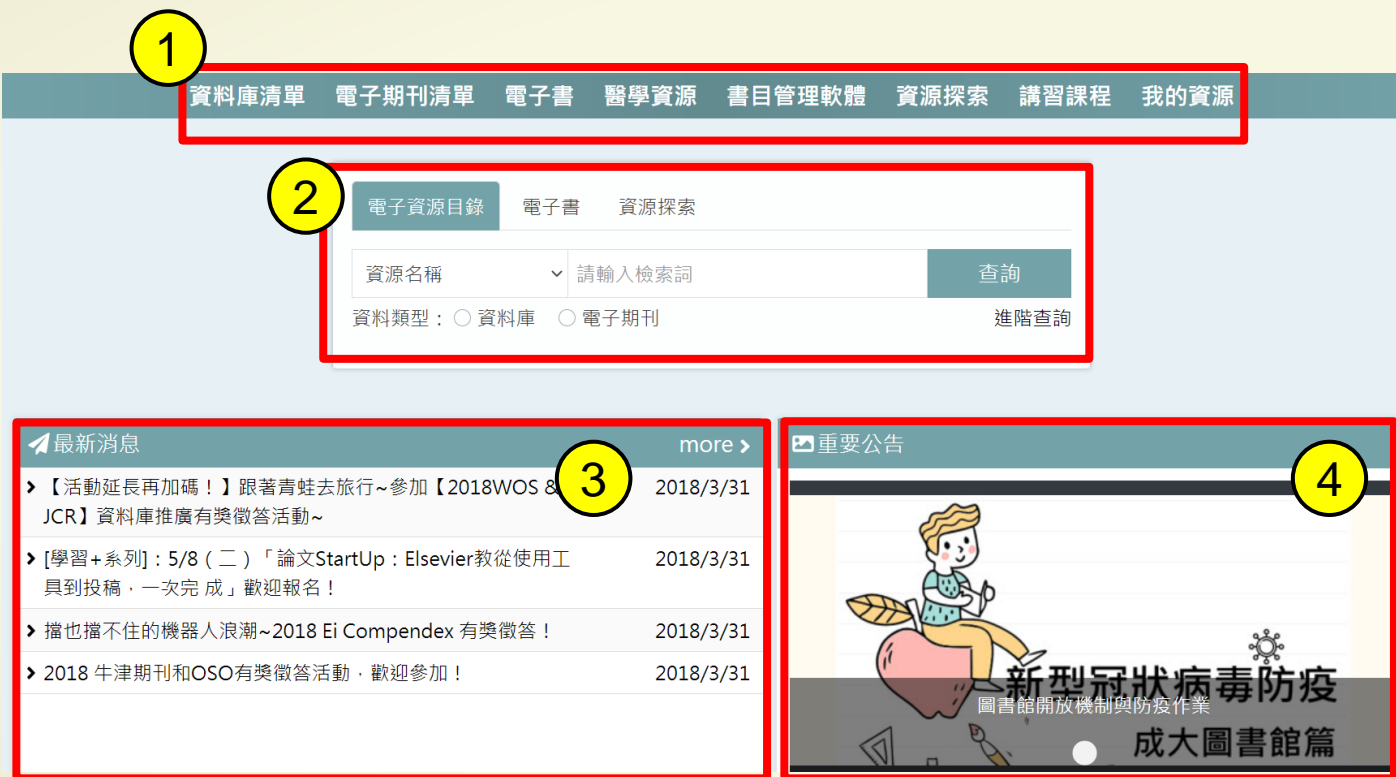 1
資料庫清單 電子期刊清單 電子書 醫學資源 書目管理軟體 資源探索 講習課程 我的資源
2
電子資源目錄 電子書 資源探索
資源名稱 請輸入檢索詞 查詢
資料類型：資料庫 電子期刊 進階查詢
最新消息 more
3
【活動延長再加碼！】跟著青蛙去旅行~參加【2018WOS & 2018/3/31
JCR】資料庫推廣有獎徵答活動~
[學習+系列]：5/8（二）「論文StartUp：Elsevier教從使用工 2018/3/31
具到投稿，一次完 成」歡迎報名！
擋也擋不住的機器人浪潮~2018 Ei Compendex 有獎徵答！ 2018/3/31
2018 牛津期刊和OSO有獎徵答活動，歡迎參加！ 2018/3/31
重要公告
4
新型冠狀病毒防疫
圖書館開放機制與防疫作業
成大圖書館篇